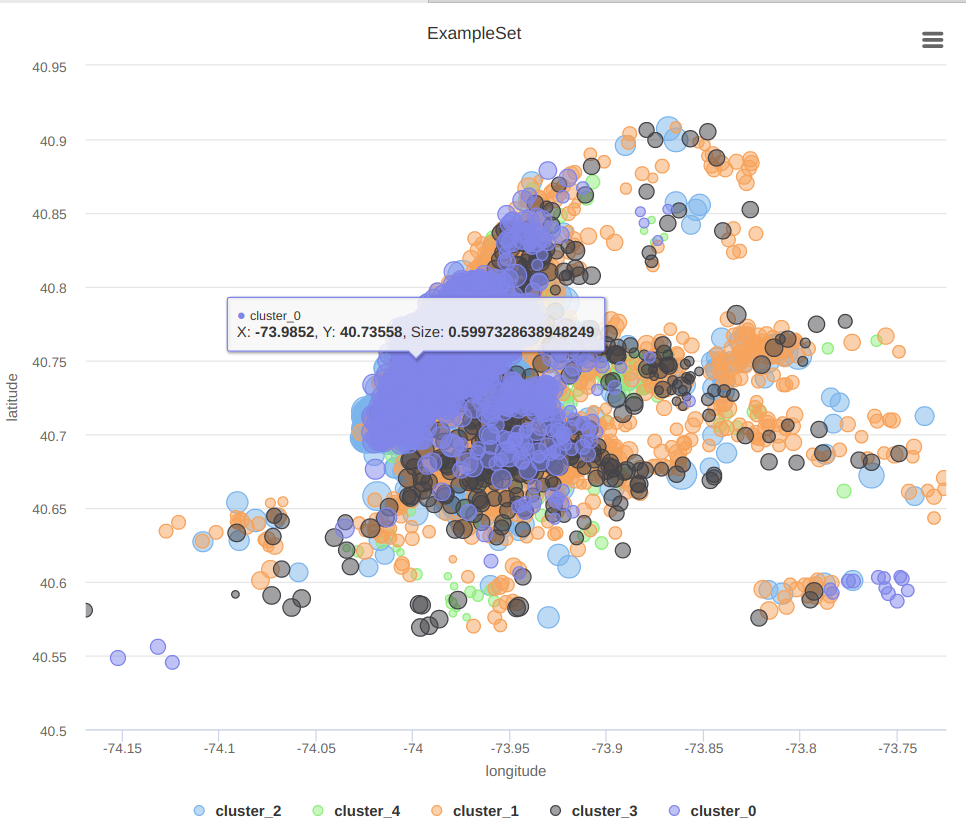 ExampleSet
40.95
40.9
40.85
40.8
cluster_0
X: -73.9852, Y: 40.73558, Size: 0.5997328638948249
40.75
latitude
40.7
40.65
40.6
40.55
40.5
-74.15 -74.1 -74.05 -74 -73.95 -73.9 -73.85 -73.8 -73.75
longitude
cluster_2 cluster_4 cluster_1 cluster_3 cluster_0